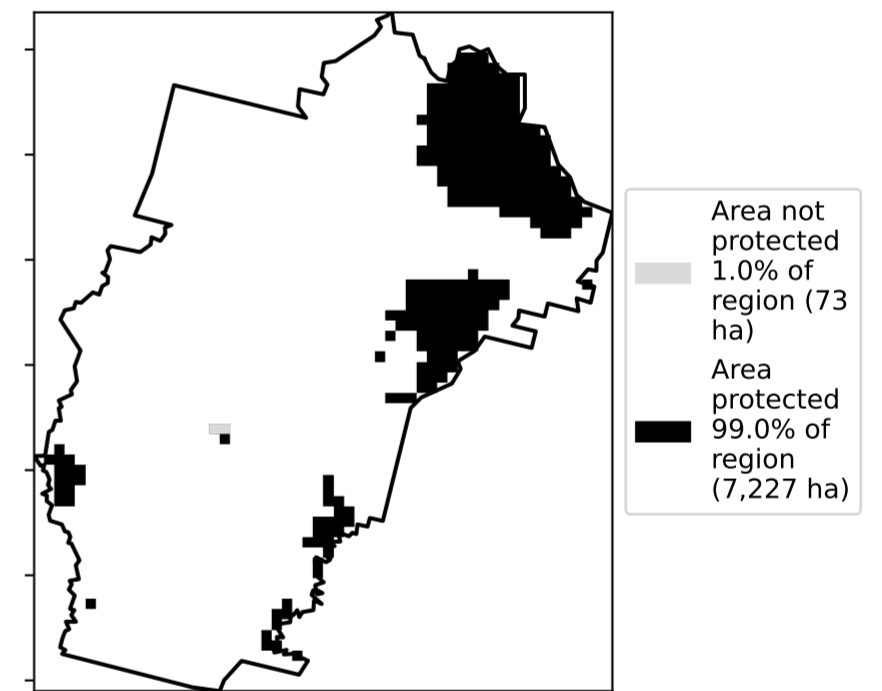 Area not
protected
1.0% of
region (73
ha)
Area
protected
99.0% of
region
(7,227 ha)